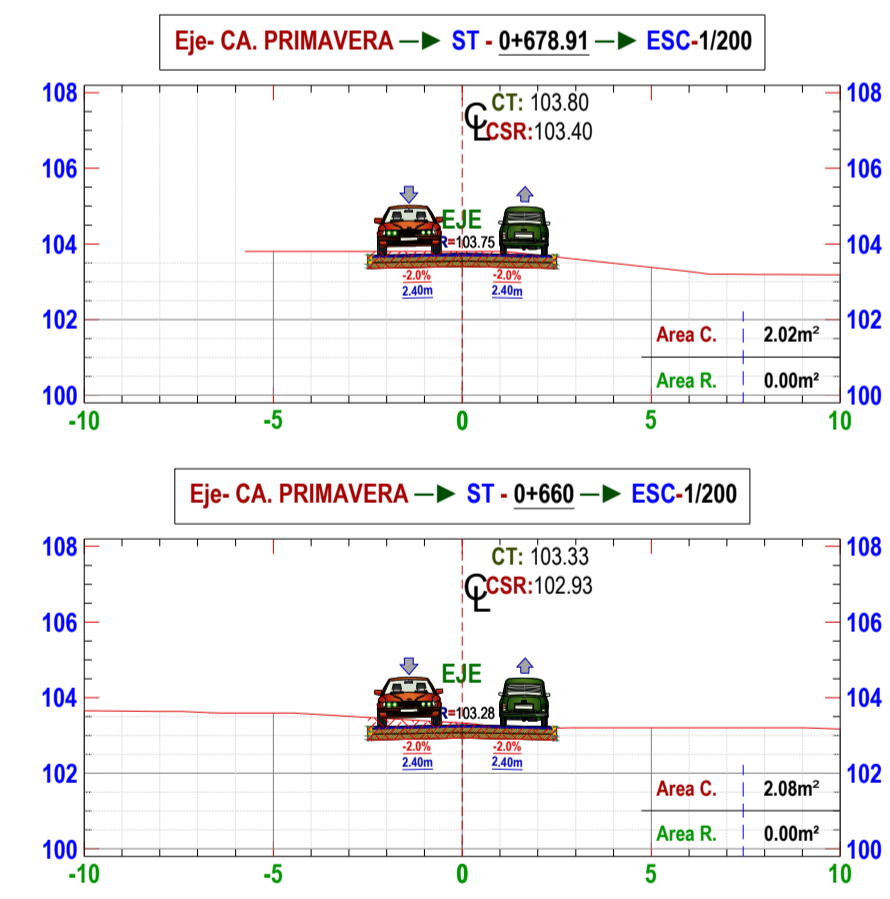 Eje- CA. PRIMAVERA ST - 0+678.91 ESC-1/200
108 108
CT: 103.80
CL CSR:103.40
106 106
EJE
104 R=103.75 104
-2.0% -2.0%
2.40m 2.40m
102 102
Area C. 2.02m²
Area R. 0.00m²
100 100
-10 -5 0 5 10
Eje- CA. PRIMAVERA ST - 0+660 ESC-1/200
108 108
CT: 103.33
CL CSR:102.93
106 106
EJE
104 R=103.28 104
-2.0% -2.0%
2.40m 2.40m
102 102
Area C. 2.08m²
Area R. 0.00m²
100 100
-10 -5 0 5 10